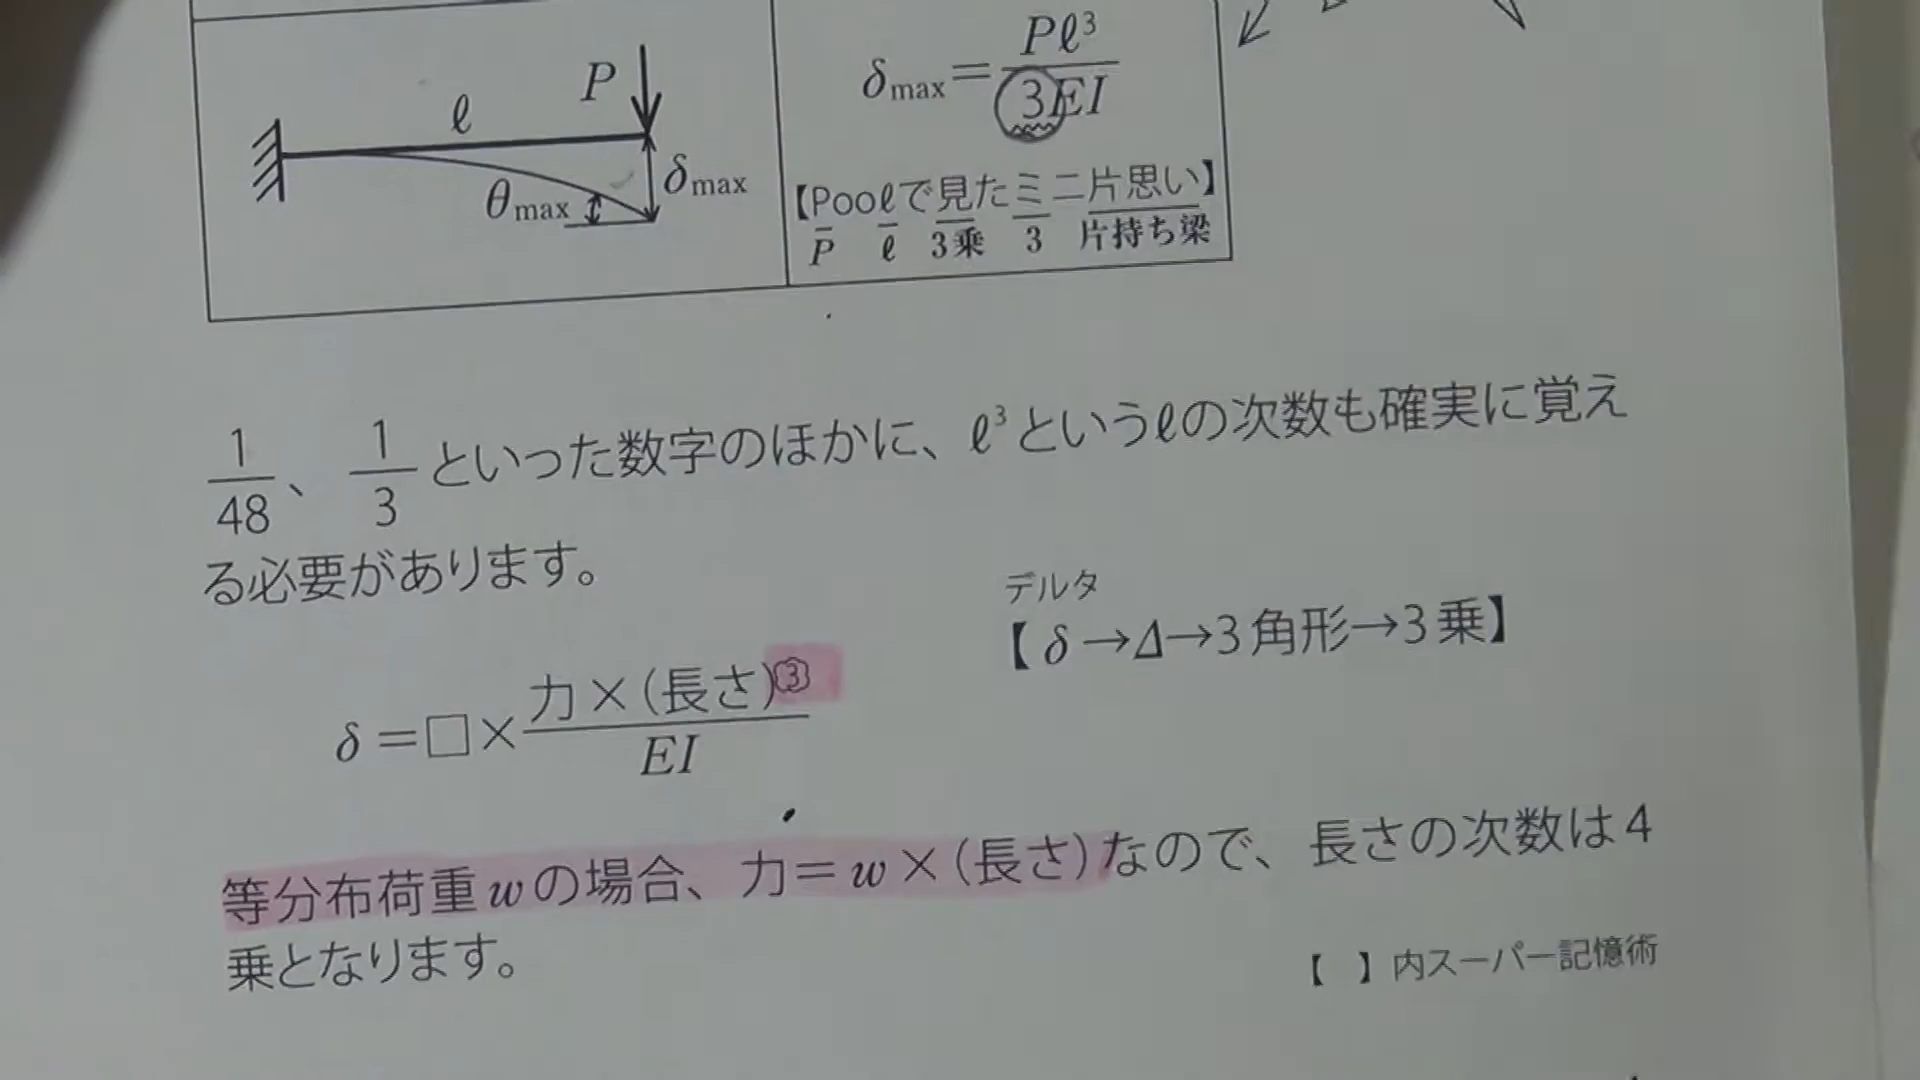 P
ℓ
θmax
δmax
δmax=Pℓ³/3EI
【Pooℓで見たミニ片思い】
P ℓ 3乗 3 片持ち梁
1/48、1/3といった数字のほかに、ℓ³というℓの次数も確実に覚え
る必要があります。
デルタ
【δ→Δ→3角形→3乗】
δ=□×力×(長さ)³/EI
等分布荷重wの場合、力=w×(長さ)なので、長さの次数は4
乗となります。
【 】内スーパー記憶術